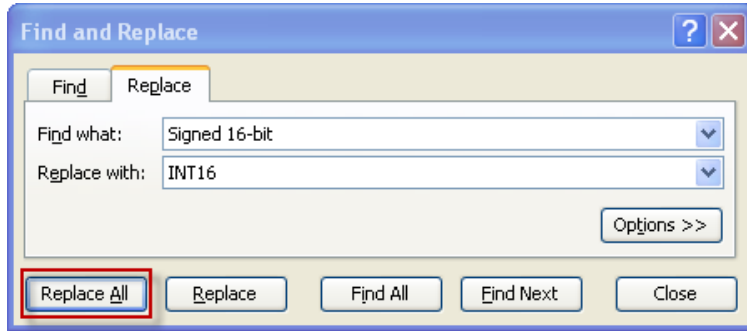 Find and Replace
Find Replace
Find what: Signed 16-bit
Replace with: INT16
Options >>
Replace All Replace Find All Find Next Close